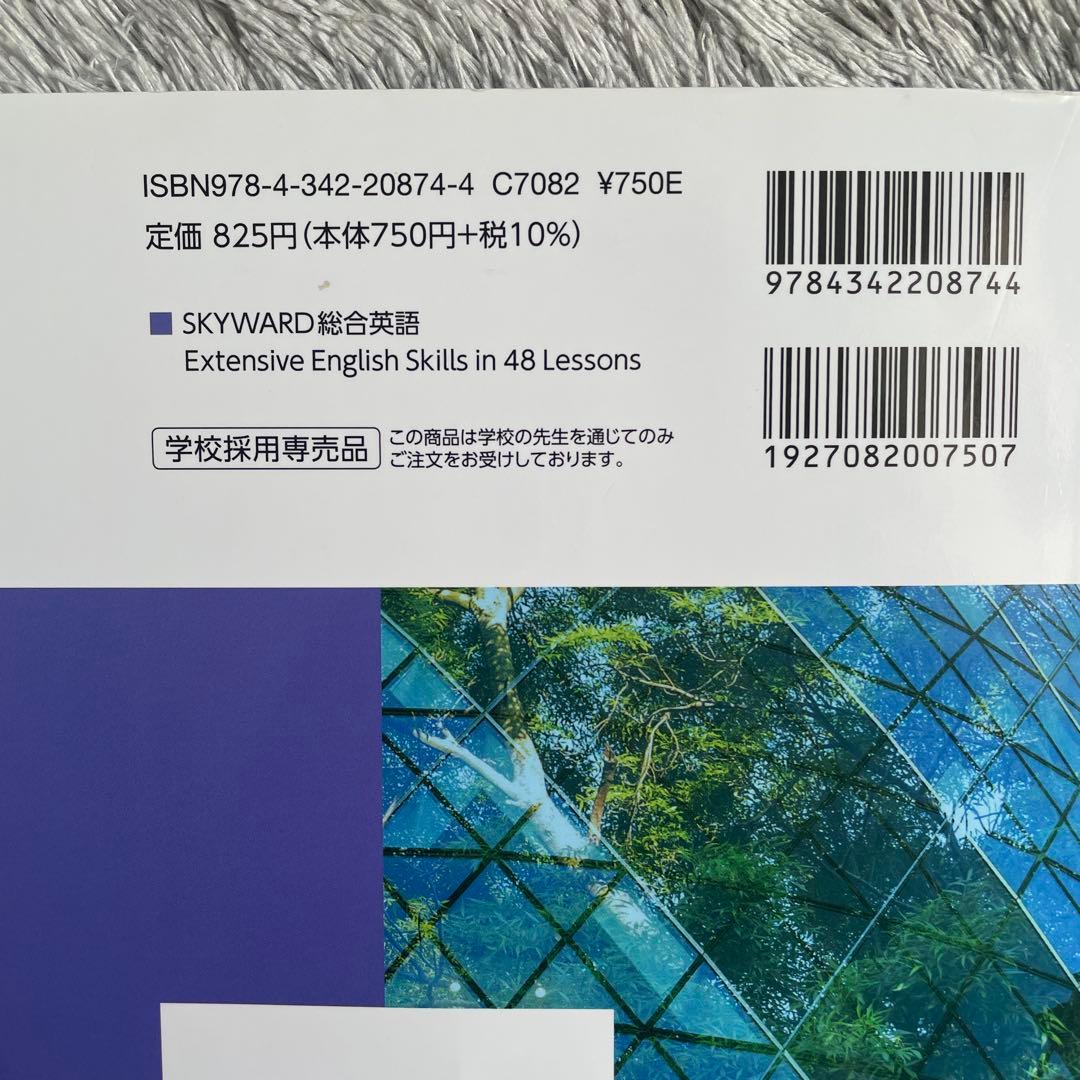 ISBN978-4-342-20874-4 C7082 ¥750E
定価 825円(本体750円+税10%)
9784342208744
■ SKYWARD総合英語
Extensive English Skills in 48 Lessons
学校採用専売品
この商品は学校の先生を通じてのみ
ご注文をお受けしております。
1927082007507